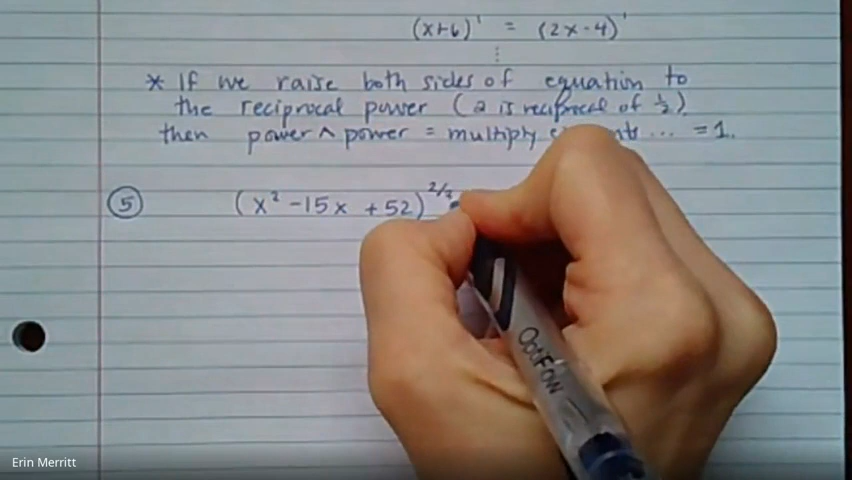 (x+6)¹ = (2x-4)¹
⋮
* If we raise both sides of equation to
the reciprocal power (2 is reciprocal of ½)
then power ^ power = multiply ... = 1.
⑤ (x² -15x +52)^2/3
OptiFlow
Erin Merritt